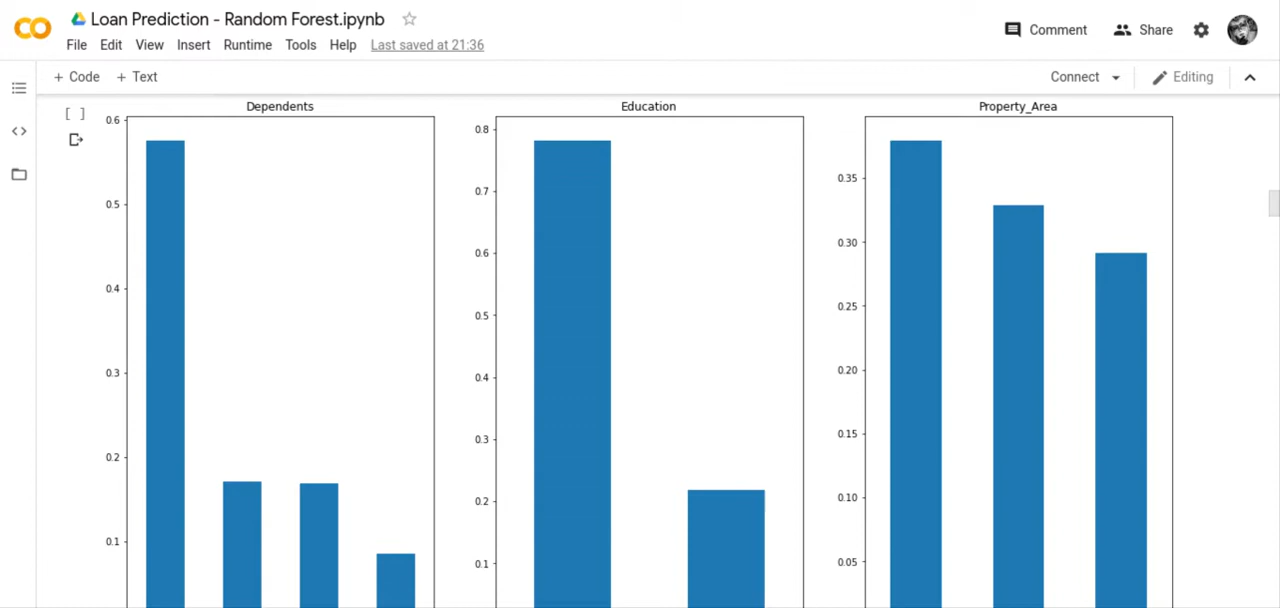 Loan Prediction - Random Forest.ipynb
Comment
Share
File Edit View Insert Runtime Tools Help Last saved at 21:36
+ Code + Text
Connect
Editing
[ ]
Dependents
0.6
0.5
0.4
0.3
0.2
0.1
Education
0.8
0.7
0.6
0.5
0.4
0.3
0.2
0.1
Property_Area
0.35
0.30
0.25
0.20
0.15
0.10
0.05